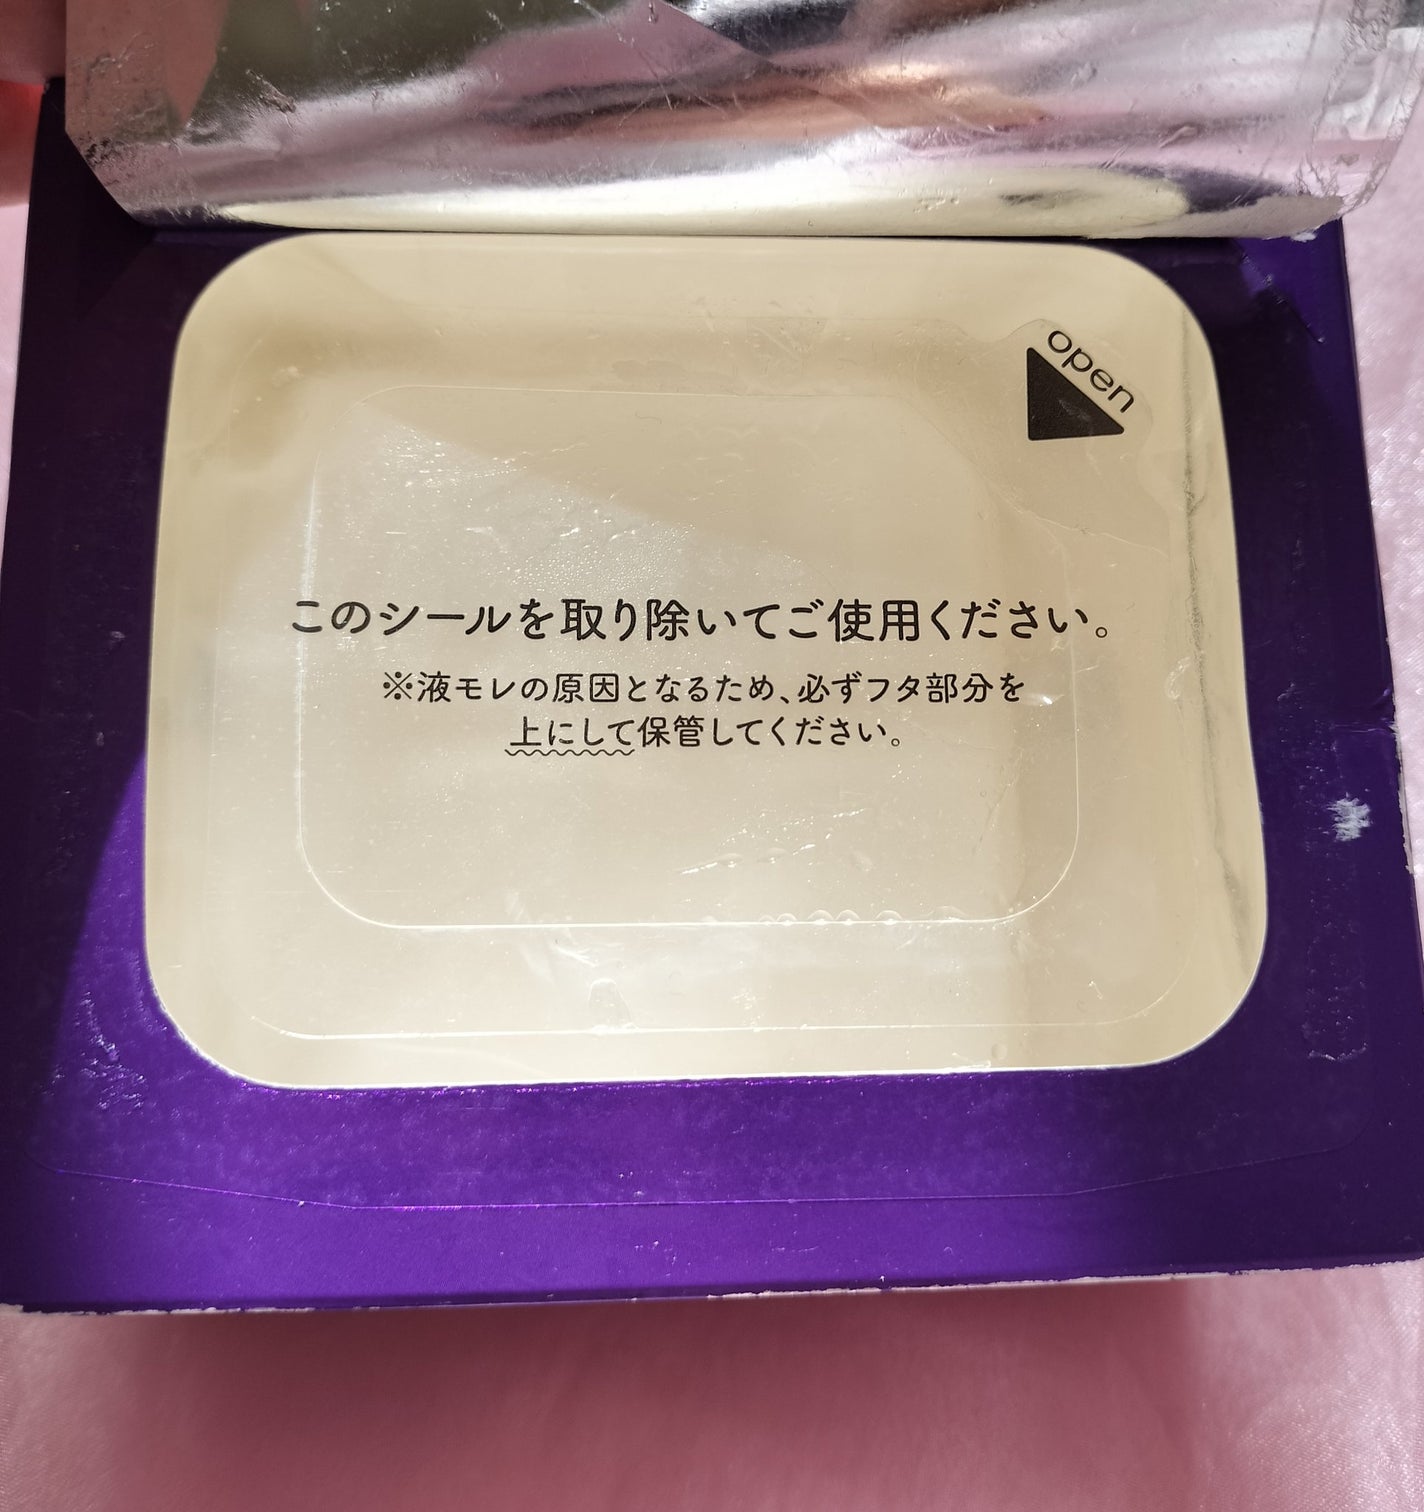 open
このシールを取り除いてご使用ください。
※液モレの原因となるため、必ずフタ部分を
上にして保管してください。